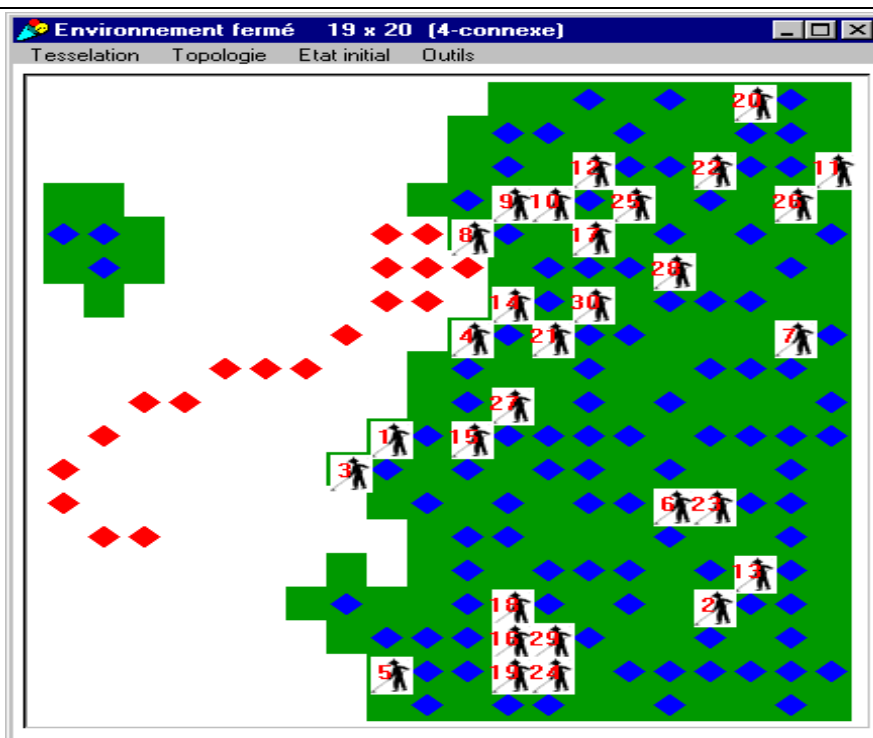 Environnement fermé 19 x 20 (4-connexe)
Tesselation Topologie Etat initial Outils
20
12 22 11
9 10 25 26
8 17
28
14 30
4 21 7
27
1 15
3
6 23
13
18 2
16 29
5 19 24